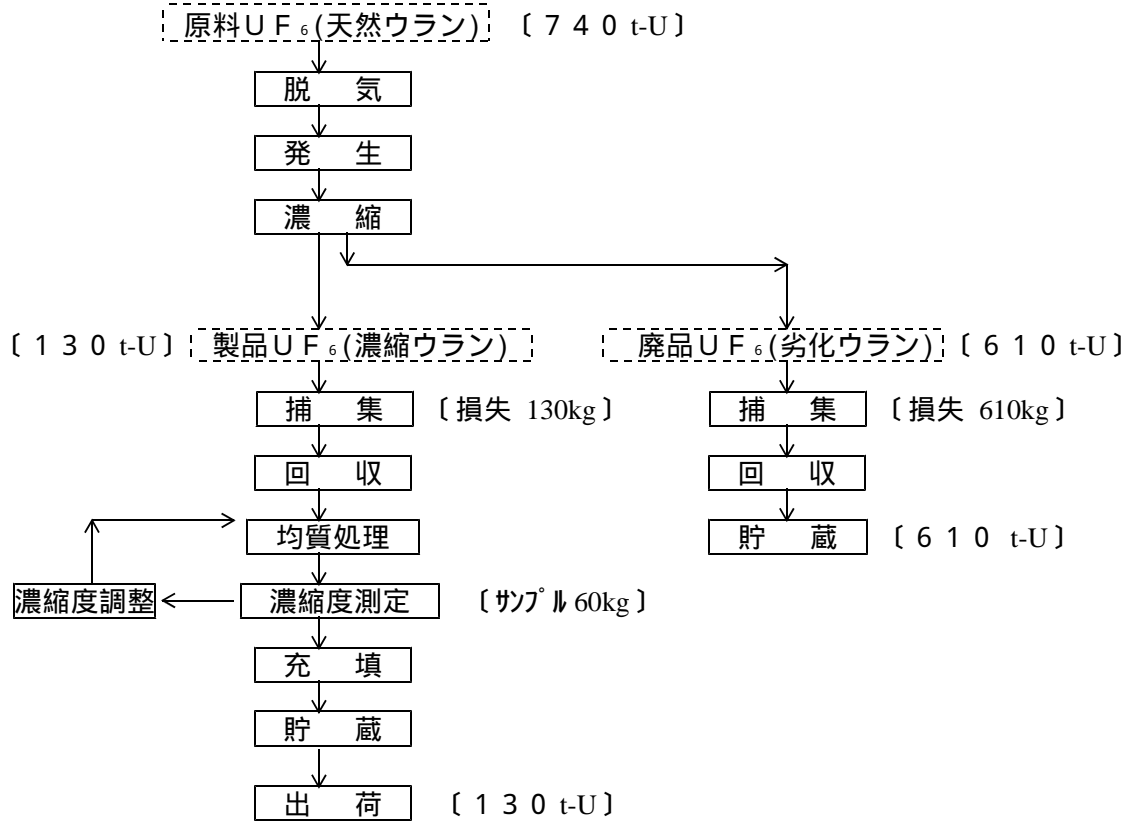 原料UF₆(天然ウラン) 〔740 t-U〕
脱 気
発 生
濃 縮
〔130 t-U〕 製品UF₆(濃縮ウラン) 廃品UF₆(劣化ウラン) 〔610 t-U〕
捕 集 〔損失 130kg〕 捕 集 〔損失 610kg〕
回 収 回 収
均質処理 貯 蔵 〔610 t-U〕
濃縮度調整 濃縮度測定 〔サンプル 60kg〕
充 填
貯 蔵
出 荷 〔130 t-U〕